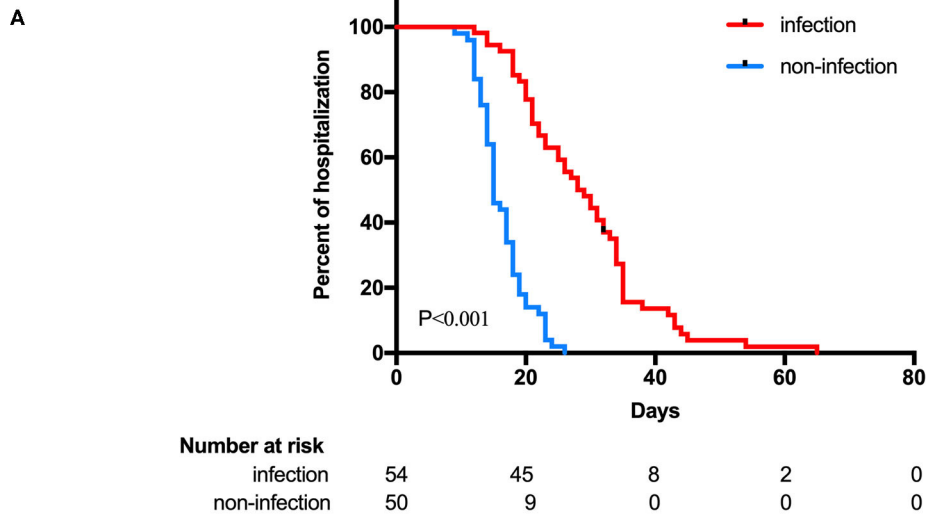 A
infection
non-infection
Percent of hospitalization
100
80
60
40
20
0
P<0.001
0 20 40 60 80
Days
Number at risk
infection 54 45 8 2 0
non-infection 50 9 0 0 0